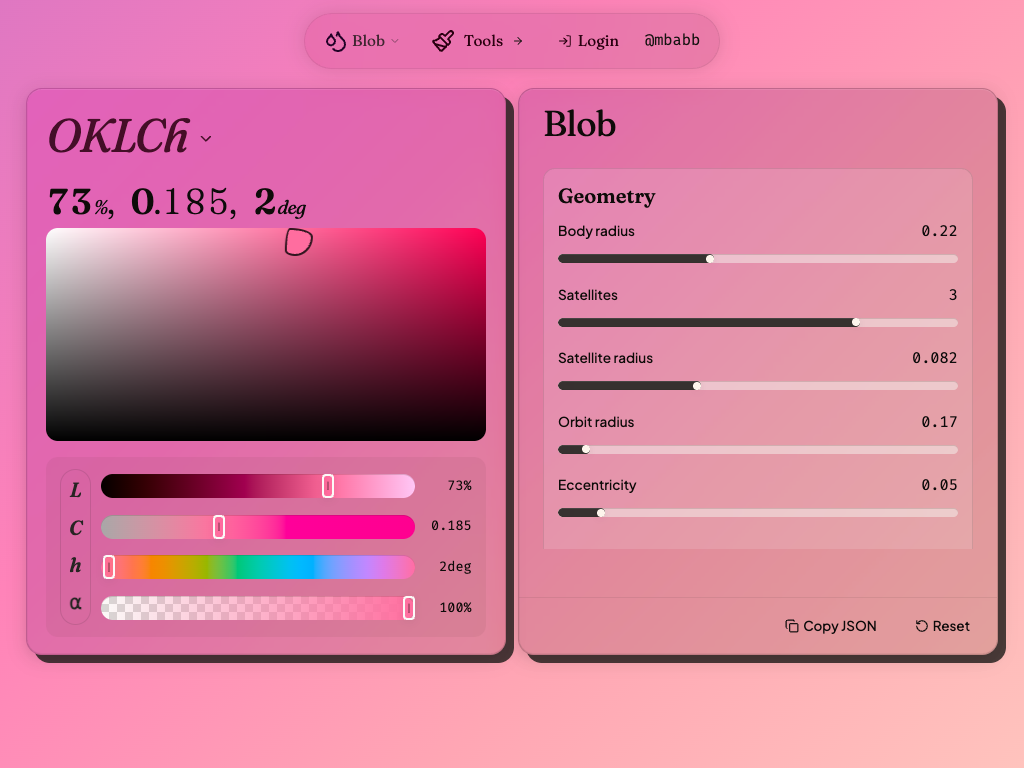 Blob Tools Login @mbabb
OKLCh
73%, 0.185, 2deg
L 73%
C 0.185
h 2deg
α 100%
Blob
Geometry
Body radius 0.22
Satellites 3
Satellite radius 0.082
Orbit radius 0.17
Eccentricity 0.05
Copy JSON Reset